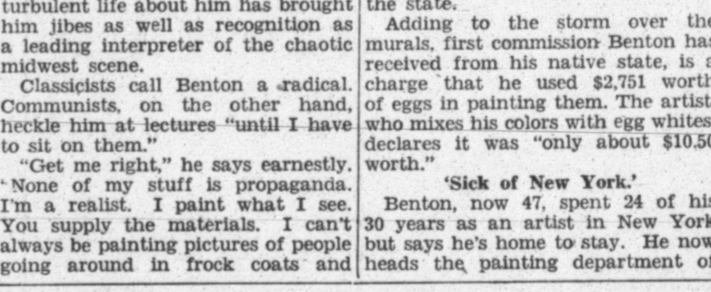 turbulent life about him has brought
him jibes as well as recognition as
a leading interpreter of the chaotic
midwest scene.
Classicists call Benton a radical.
Communists, on the other hand,
heckle him at lectures "until I have
to sit on them."
"Get me right," he says earnestly.
"None of my stuff is propaganda.
I'm a realist. I paint what I see.
You supply the materials. I can't
always be painting pictures of people
going around in frock coats and
the state.
Adding to the storm over the
murals, first commission Benton has
received from his native state, is a
charge that he used $2,751 worth
of eggs in painting them. The artist
who mixes his colors with egg whites
declares it was "only about $10.50
worth."
'Sick of New York.'
Benton, now 47, spent 24 of his
30 years as an artist in New York
but says he's home to stay. He now
heads the painting department of